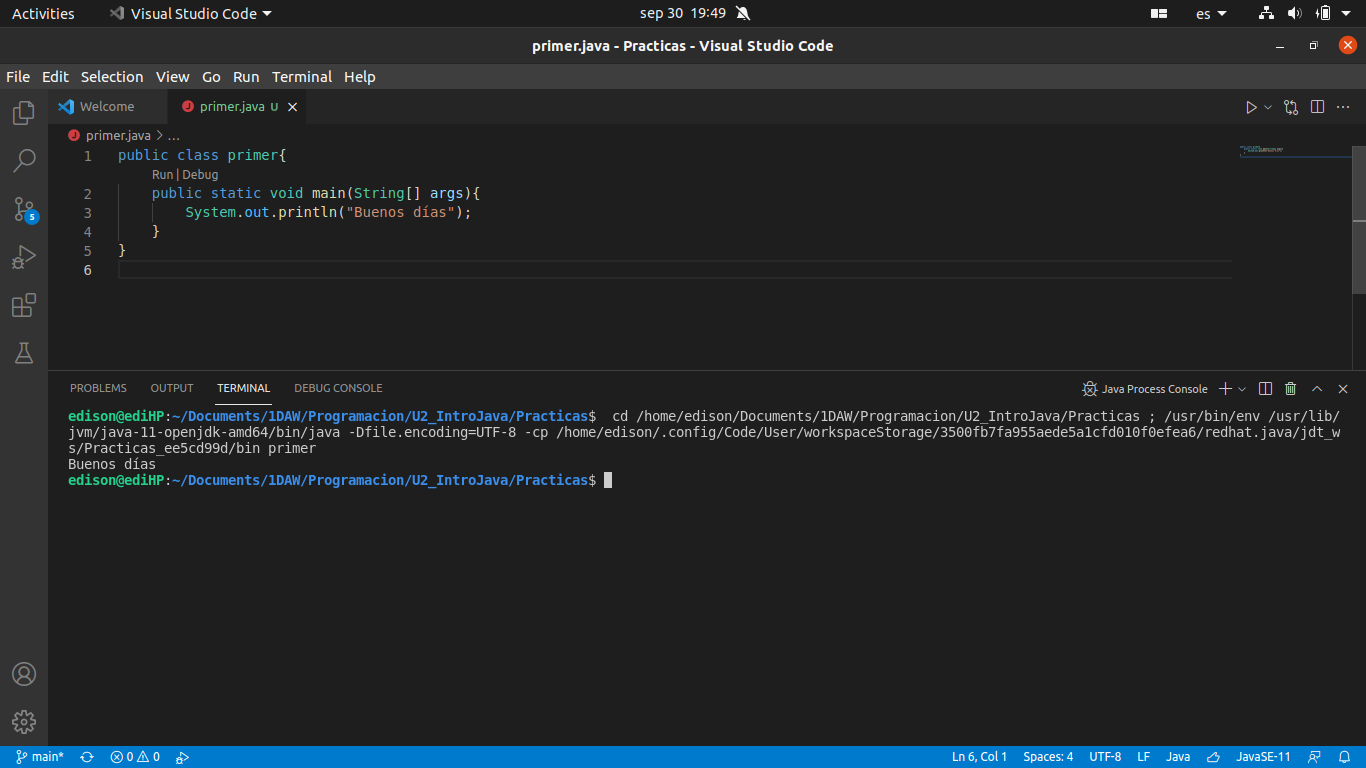 Activities Visual Studio Code sep 30 19:49 es
primer.java - Practicas - Visual Studio Code
File Edit Selection View Go Run Terminal Help
Welcome primer.java U
primer.java > ...
1 public class primer{
Run | Debug
2 public static void main(String[] args){
3 System.out.println("Buenos días");
4 }
5 }
6
PROBLEMS OUTPUT TERMINAL DEBUG CONSOLE Java Process Console
edison@ediHP:~/Documents/1DAW/Programacion/U2_IntroJava/Practicas$  cd /home/edison/Documents/1DAW/Programacion/U2_IntroJava/Practicas ; /usr/bin/env /usr/lib/
jvm/java-11-openjdk-amd64/bin/java -Dfile.encoding=UTF-8 -cp /home/edison/.config/Code/User/workspaceStorage/3500fb7fa955aede5a1cfd010f0efea6/redhat.java/jdt_w
s/Practicas_ee5cd99d/bin primer
Buenos días
edison@ediHP:~/Documents/1DAW/Programacion/U2_IntroJava/Practicas$
5
main* 0 0 Ln 6, Col 1 Spaces: 4 UTF-8 LF Java JavaSE-11